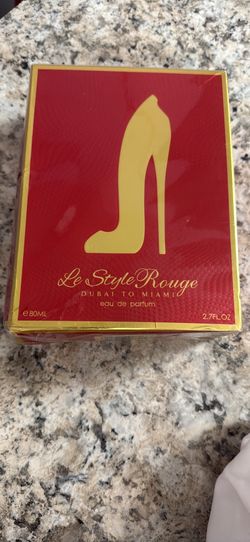 Le Style Rouge
DUBAI TO MIAMI
eau de parfum
℮80ML 2.7FL.OZ